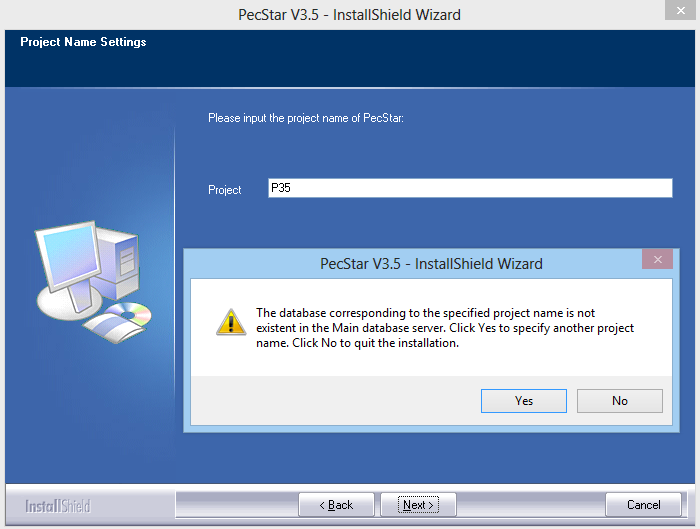 PecStar V3.5 - InstallShield Wizard
Project Name Settings
Please input the project name of PecStar:
Project
P35
PecStar V3.5 - InstallShield Wizard
The database corresponding to the specified project name is not
existent in the Main database server. Click Yes to specify another project
name. Click No to quit the installation.
Yes
No
InstallShield
< Back
Next >
Cancel